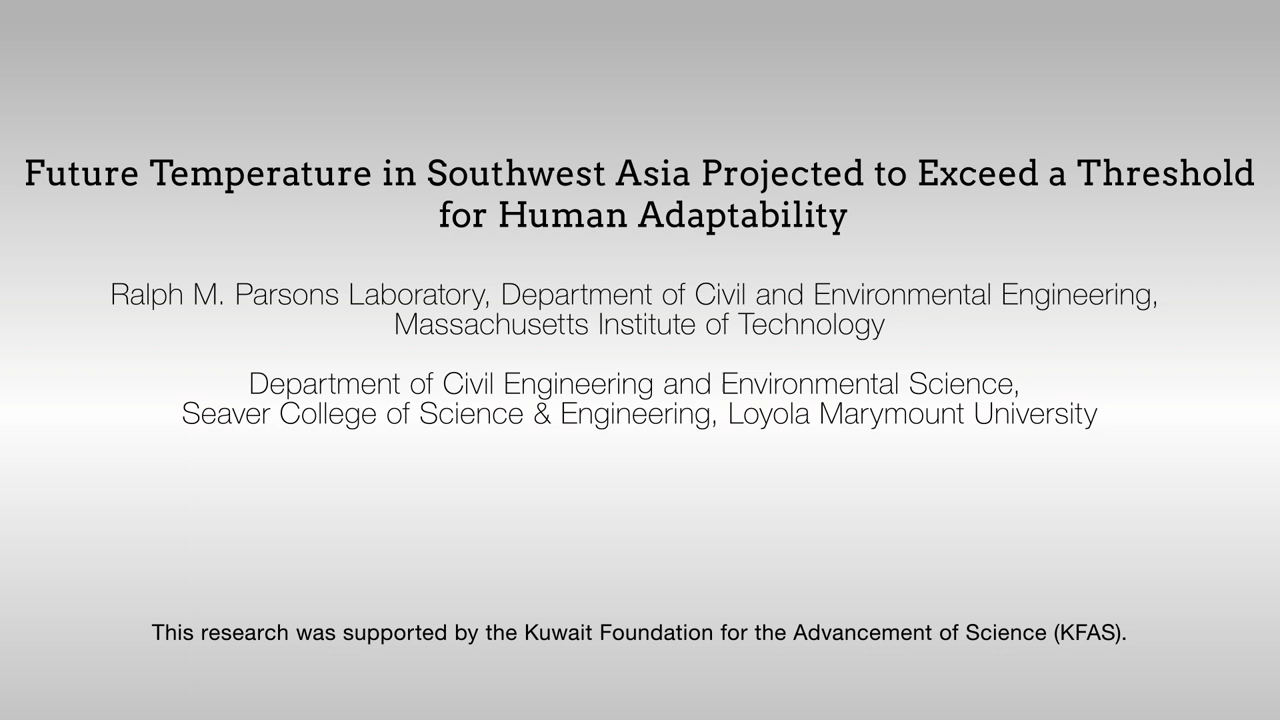 Future Temperature in Southwest Asia Projected to Exceed a Threshold
for Human Adaptability
Ralph M. Parsons Laboratory, Department of Civil and Environmental Engineering,
Massachusetts Institute of Technology
Department of Civil Engineering and Environmental Science,
Seaver College of Science & Engineering, Loyola Marymount University
This research was supported by the Kuwait Foundation for the Advancement of Science (KFAS).